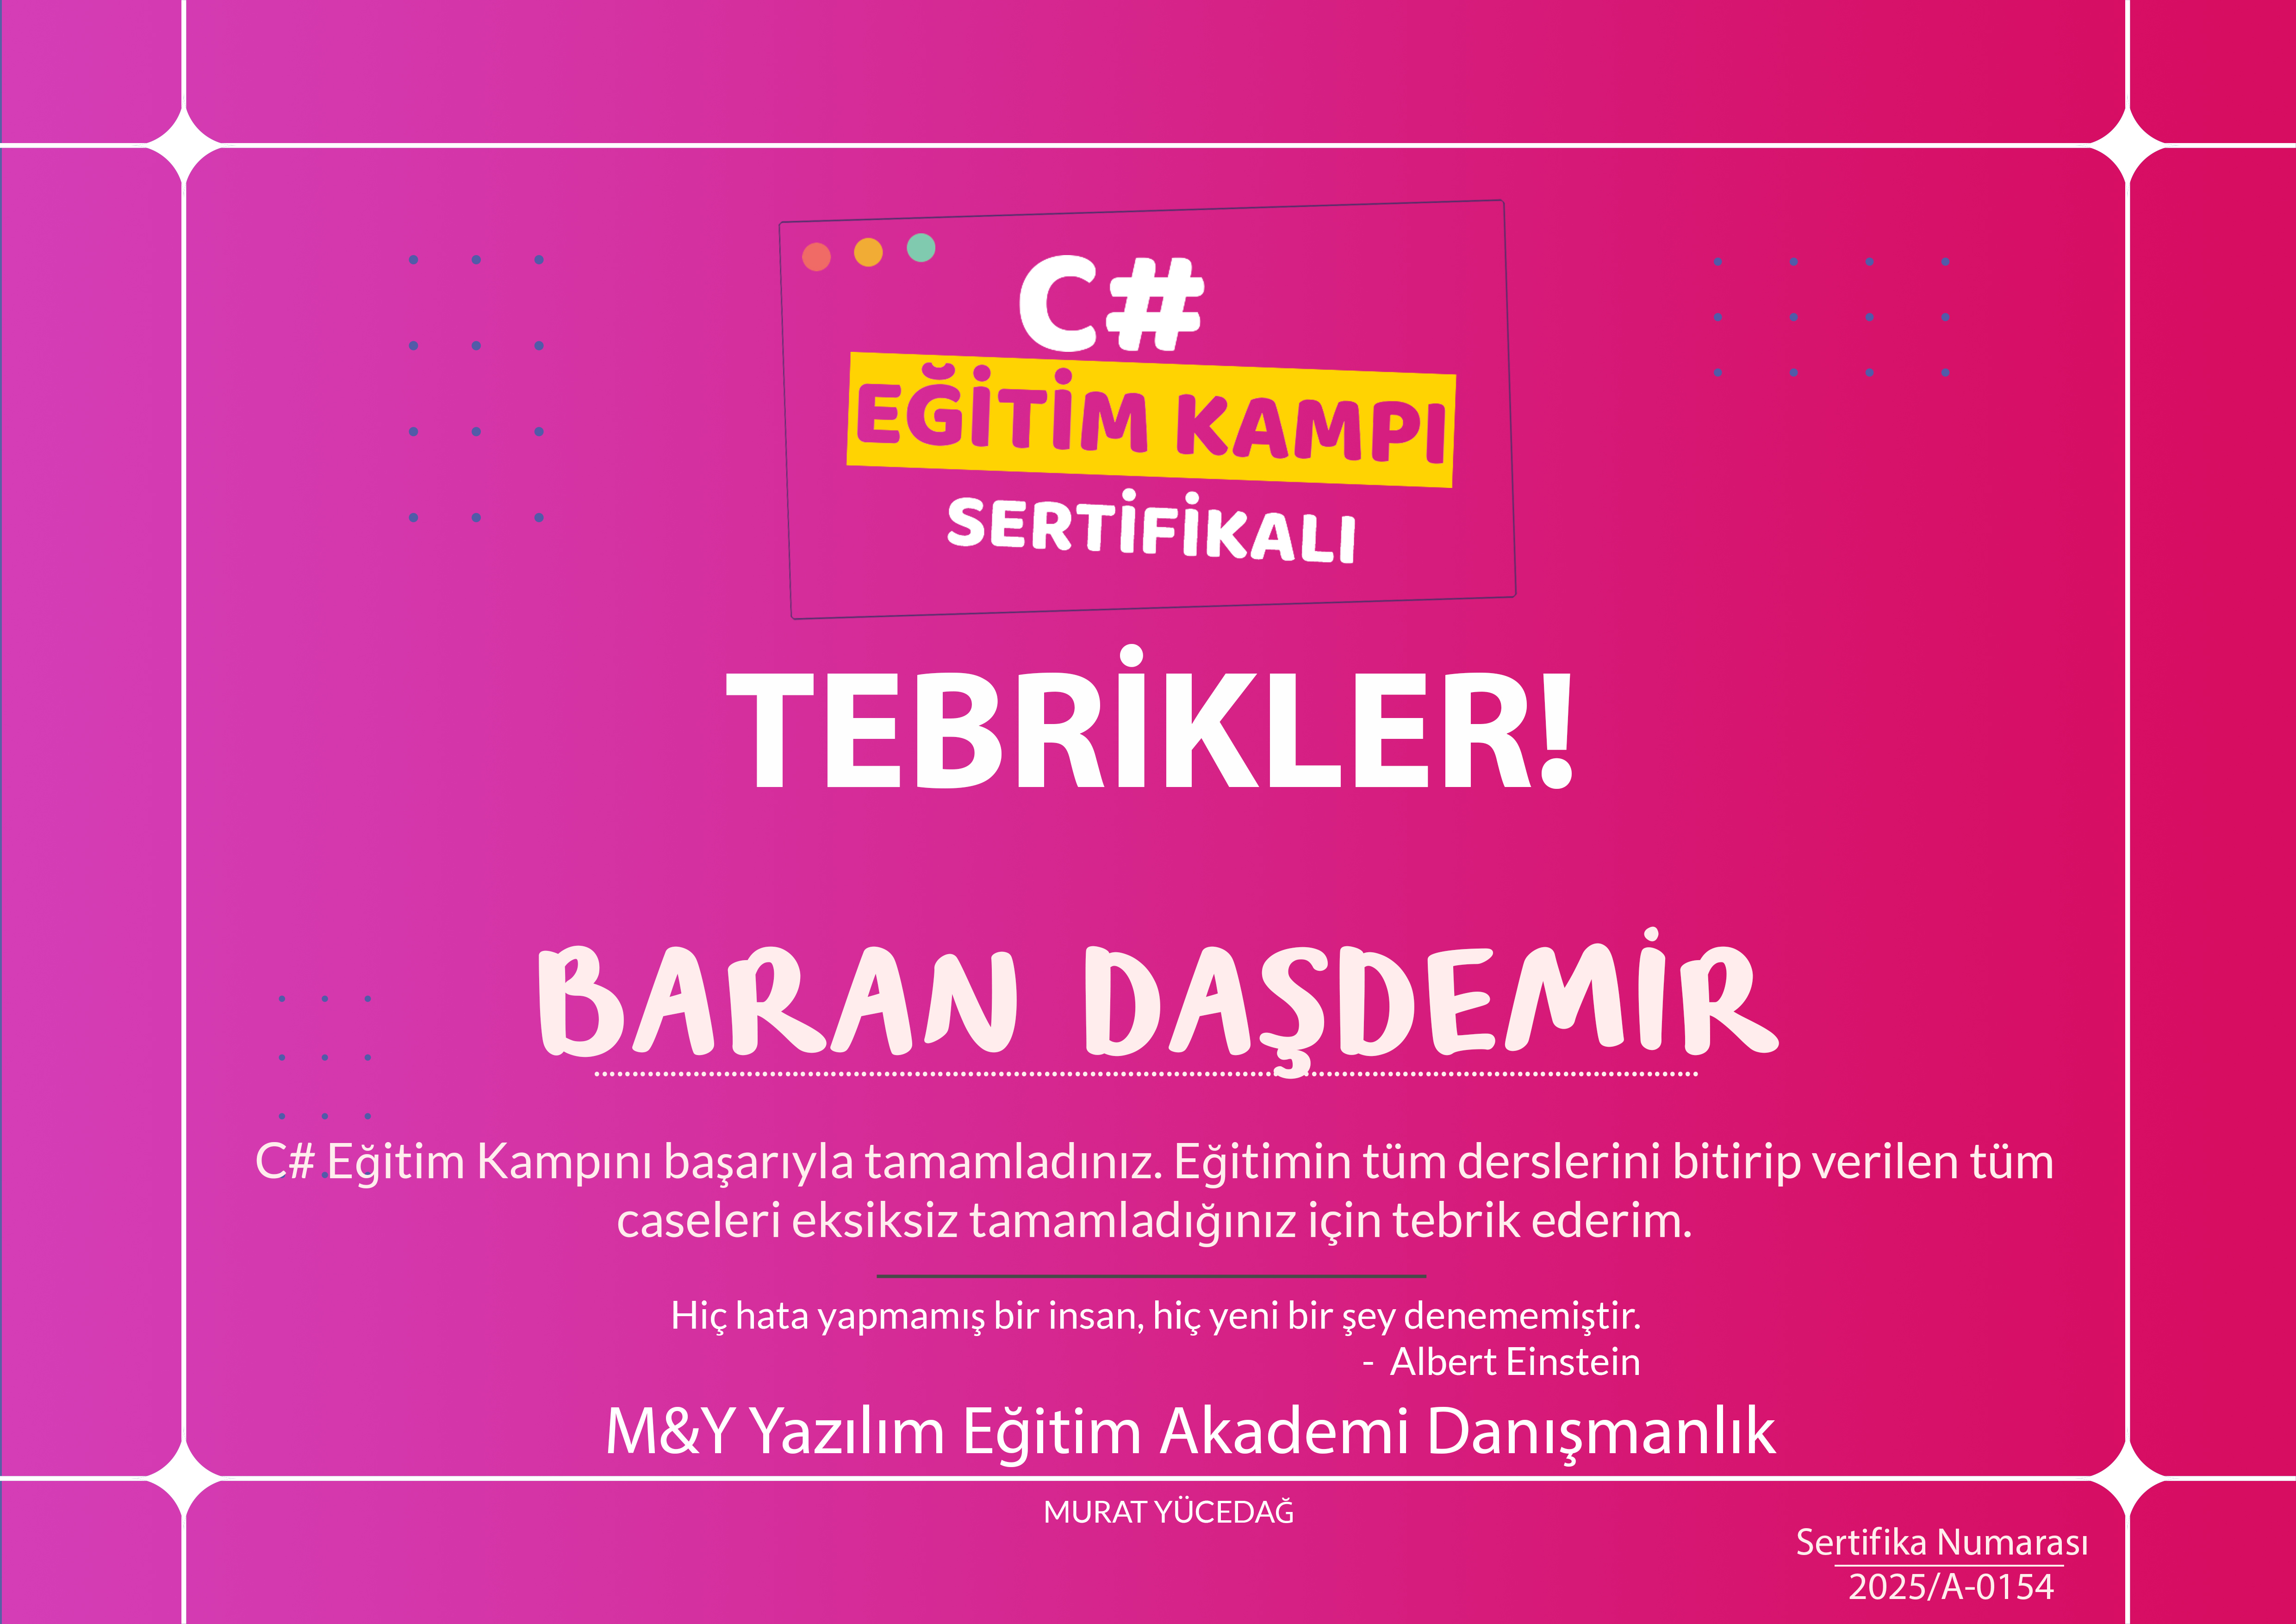 C#
EĞİTİM KAMPI
SERTİFİKALI
TEBRİKLER!
BARAN DAŞDEMİR
C# Eğitim Kampını başarıyla tamamladınız. Eğitimin tüm derslerini bitirip verilen tüm
caseleri eksiksiz tamamladığınız için tebrik ederim.
Hiç hata yapmamış bir insan, hiç yeni bir şey denememiştir.
- Albert Einstein
M&Y Yazılım Eğitim Akademi Danışmanlık
MURAT YÜCEDAĞ
Sertifika Numarası
2025/A-0154